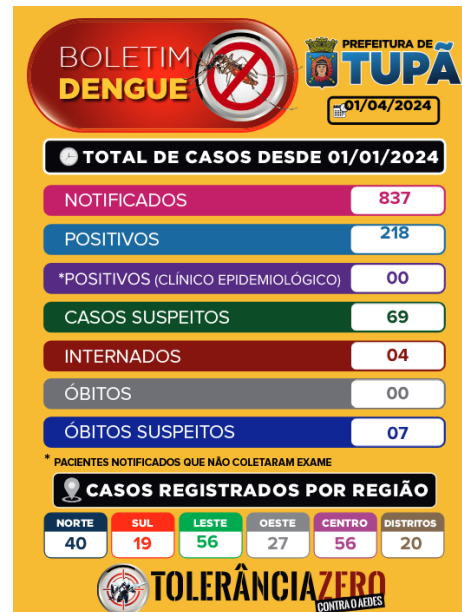 BOLETIM
DENGUE
PREFEITURA DE
TUPÃ
01/04/2024
TOTAL DE CASOS DESDE 01/01/2024
NOTIFICADOS 837
POSITIVOS 218
*POSITIVOS (CLÍNICO EPIDEMIOLÓGICO) 00
CASOS SUSPEITOS 69
INTERNADOS 04
ÓBITOS 00
ÓBITOS SUSPEITOS 07
* PACIENTES NOTIFICADOS QUE NÃO COLETARAM EXAME
CASOS REGISTRADOS POR REGIÃO
NORTE SUL LESTE OESTE CENTRO DISTRITOS
40 19 56 27 56 20
TOLERÂNCIA ZERO
CONTRA O AEDES